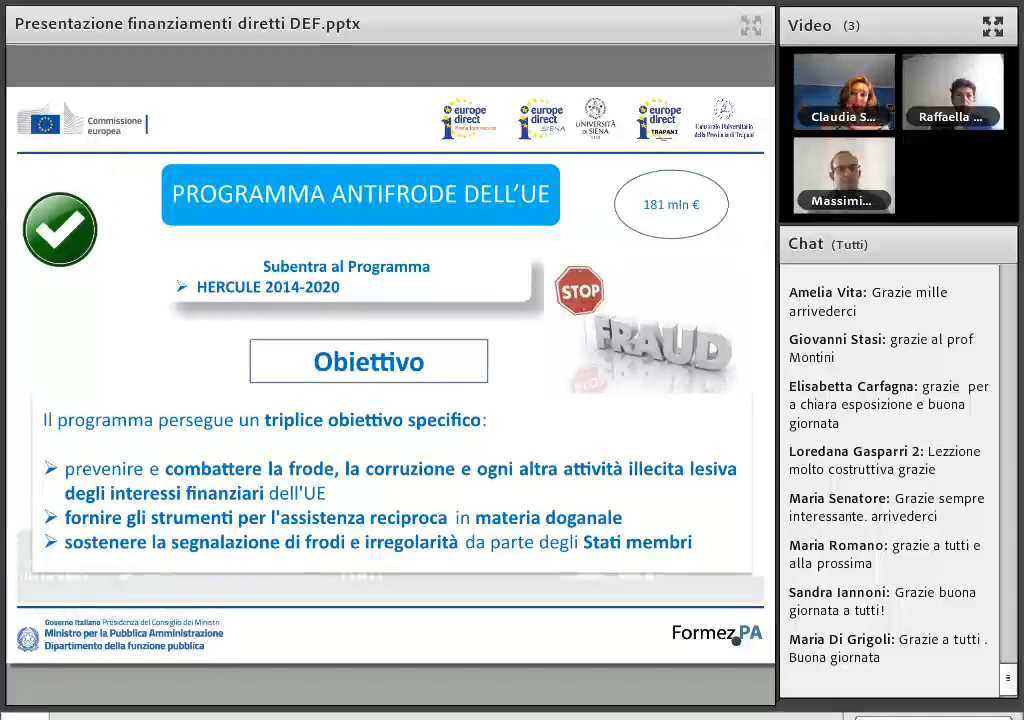 Presentazione finanziamenti diretti DEF.pptx
Commissione
europea
europe
direct
europe
direct
SIENA
UNIVERSITÀ
DI SIENA
1240
europe
direct
TRAPANI
PROGRAMMA ANTIFRODE DELL'UE
181 mln €
Subentra al Programma
➢ HERCULE 2014-2020
STOP
FRAUD
Obiettivo
Il programma persegue un triplice obiettivo specifico:
➢ prevenire e combattere la frode, la corruzione e ogni altra attività illecita lesiva
degli interessi finanziari dell'UE
➢ fornire gli strumenti per l'assistenza reciproca in materia doganale
➢ sostenere la segnalazione di frodi e irregolarità da parte degli Stati membri
Governo Italiano Presidenza del Consiglio dei Ministri
Ministro per la Pubblica Amministrazione
Dipartimento della funzione pubblica
Formez PA
Video (3)
Claudia S...
Raffaella ...
Massimi...
Chat (Tutti)
Amelia Vita: Grazie mille
arrivederci
Giovanni Stasi: grazie al prof
Montini
Elisabetta Carfagna: grazie per
a chiara esposizione e buona
giornata
Loredana Gasparri 2: Lezzione
molto costruttiva grazie
Maria Senatore: Grazie sempre
interessante. arrivederci
Maria Romano: grazie a tutti e
alla prossima
Sandra Iannoni: Grazie buona
giornata a tutti!
Maria Di Grigoli: Grazie a tutti .
Buona giornata